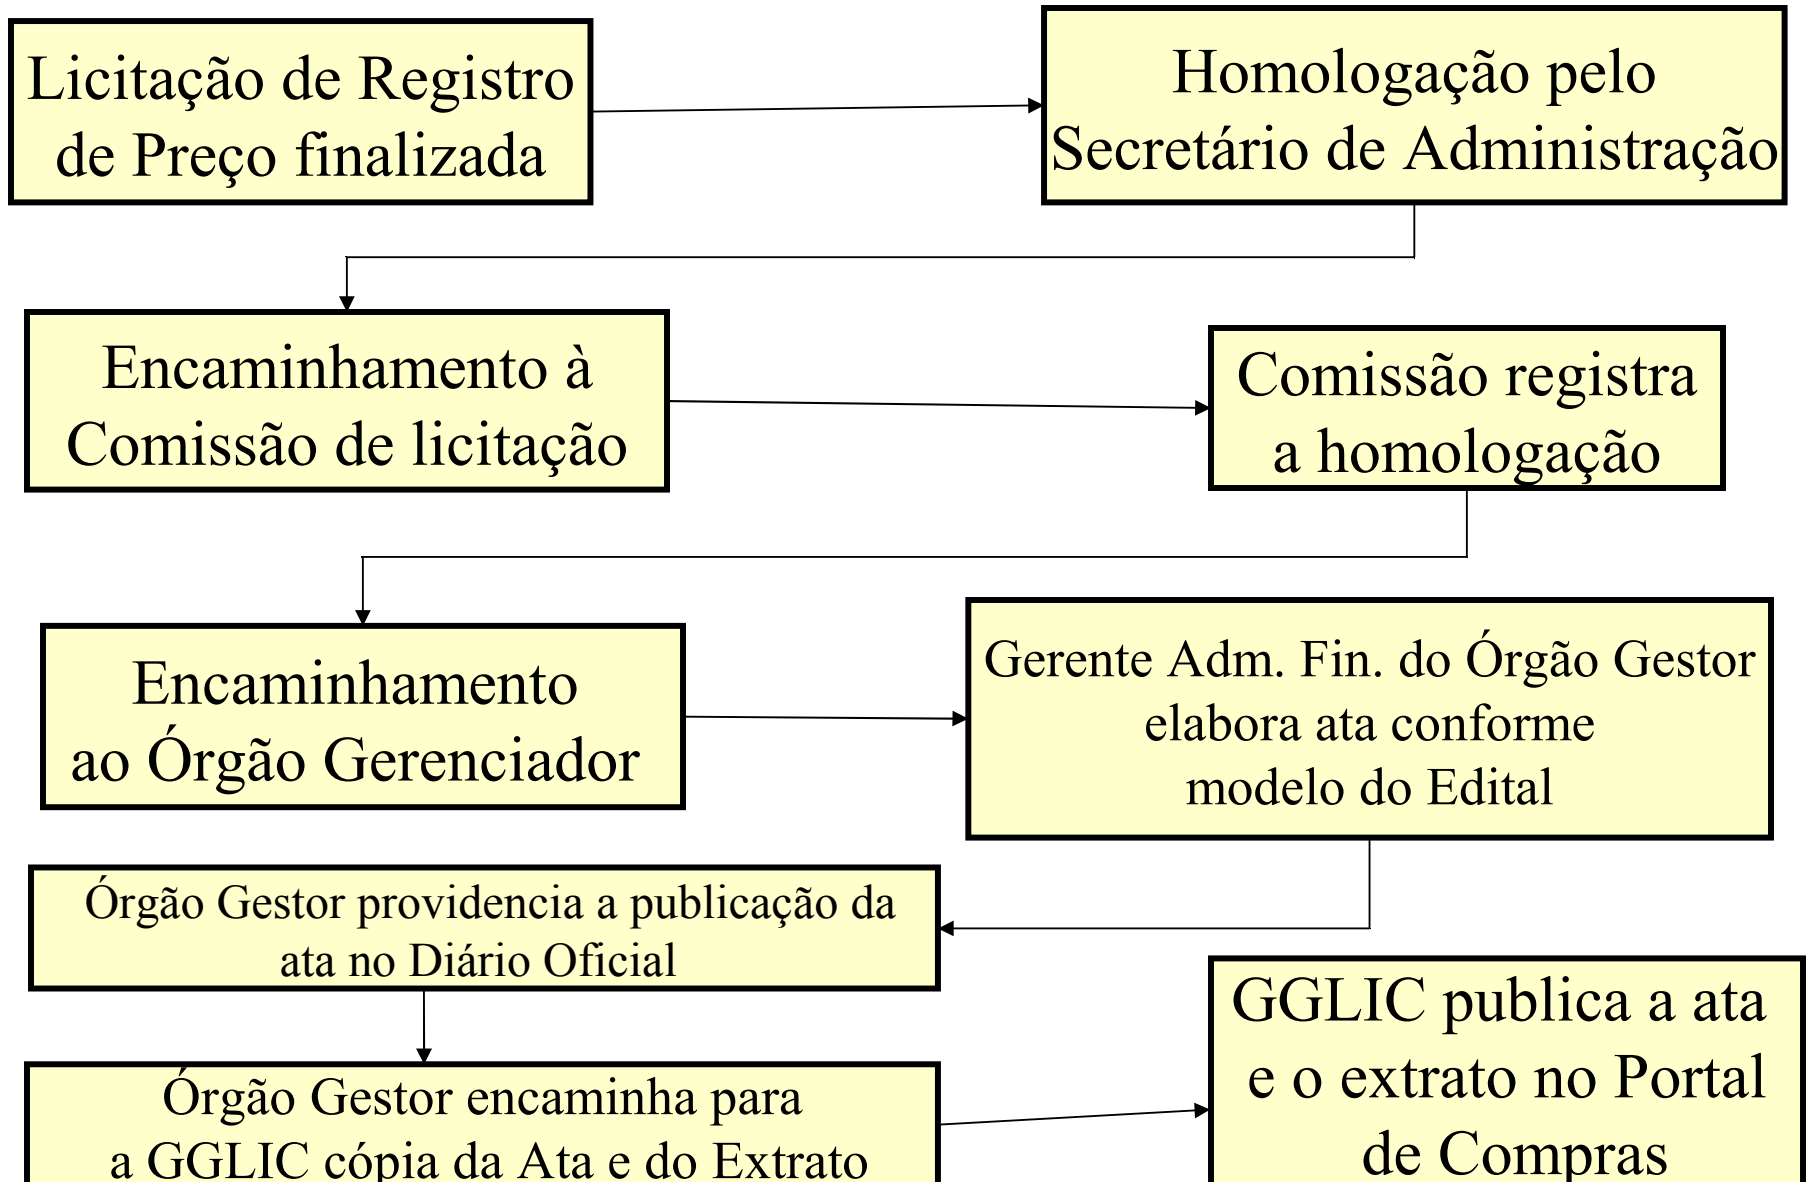 Licitação de Registro
de Preço finalizada
Homologação pelo
Secretário de Administração
Encaminhamento à
Comissão de licitação
Comissão registra
a homologação
Encaminhamento
ao Órgão Gerenciador
Gerente Adm. Fin. do Órgão Gestor
elabora ata conforme
modelo do Edital
Órgão Gestor providencia a publicação da
ata no Diário Oficial
Órgão Gestor encaminha para
a GGLIC cópia da Ata e do Extrato
GGLIC publica a ata
e o extrato no Portal
de Compras